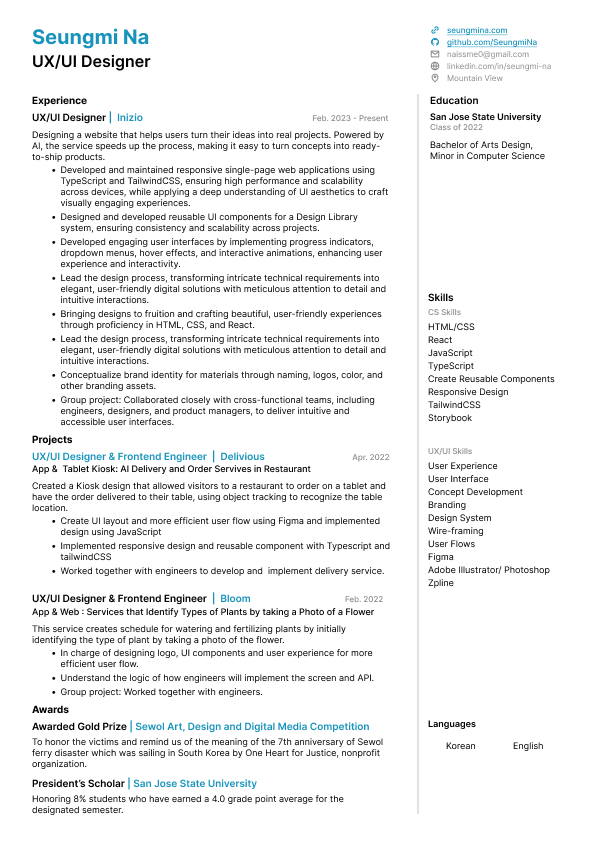 Seungmi Na
UX/UI Designer
seungmina.com
github.com/SeungmiNa
naissme0@gmail.com
linkedin.com/in/seungmi-na
Mountain View
Experience
UX/UI Designer | Inizio
Feb. 2023 - Present
Designing a website that helps users turn their ideas into real projects. Powered by
AI, the service speeds up the process, making it easy to turn concepts into ready-
to-ship products.
• Developed and maintained responsive single-page web applications using
TypeScript and TailwindCSS, ensuring high performance and scalability
across devices, while applying a deep understanding of UI aesthetics to craft
visually engaging experiences.
• Designed and developed reusable UI components for a Design Library
system, ensuring consistency and scalability across projects.
• Developed engaging user interfaces by implementing progress indicators,
dropdown menus, hover effects, and interactive animations, enhancing user
experience and interactivity.
• Lead the design process, transforming intricate technical requirements into
elegant, user-friendly digital solutions with meticulous attention to detail and
intuitive interactions.
• Bringing designs to fruition and crafting beautiful, user-friendly experiences
through proficiency in HTML, CSS, and React.
• Lead the design process, transforming intricate technical requirements into
elegant, user-friendly digital solutions with meticulous attention to detail and
intuitive interactions.
• Conceptualize brand identity for materials through naming, logos, color, and
other branding assets.
• Group project: Collaborated closely with cross-functional teams, including
engineers, designers, and product managers, to deliver intuitive and
accessible user interfaces.
Projects
UX/UI Designer & Frontend Engineer | Delivious
Apr. 2022
App & Tablet Kiosk: AI Delivery and Order Servives in Restaurant
Created a Kiosk design that allowed visitors to a restaurant to order on a tablet and
have the order delivered to their table, using object tracking to recognize the table
location.
• Create UI layout and more efficient user flow using Figma and implemented
design using JavaScript
• Implemented responsive design and reusable component with Typescript and
tailwindCSS
• Worked together with engineers to develop and implement delivery service.
UX/UI Designer & Frontend Engineer | Bloom
Feb. 2022
App & Web : Services that Identify Types of Plants by taking a Photo of a Flower
This service creates schedule for watering and fertilizing plants by initially
identifying the type of plant by taking a photo of the flower.
• In charge of designing logo, UI components and user experience for more
efficient user flow.
• Understand the logic of how engineers will implement the screen and API.
• Group project: Worked together with engineers.
Awards
Awarded Gold Prize | Sewol Art, Design and Digital Media Competition
To honor the victims and remind us of the meaning of the 7th anniversary of Sewol
ferry disaster which was sailing in South Korea by One Heart for Justice, nonprofit
organization.
President’s Scholar | San Jose State University
Honoring 8% students who have earned a 4.0 grade point average for the
designated semester.
Education
San Jose State University
Class of 2022
Bachelor of Arts Design,
Minor in Computer Science
Skills
CS Skills
HTML/CSS
React
JavaScript
TypeScript
Create Reusable Components
Responsive Design
TailwindCSS
Storybook
UX/UI Skills
User Experience
User Interface
Concept Development
Branding
Design System
Wire-framing
User Flows
Figma
Adobe Illustrator/ Photoshop
Zpline
Languages
Korean English